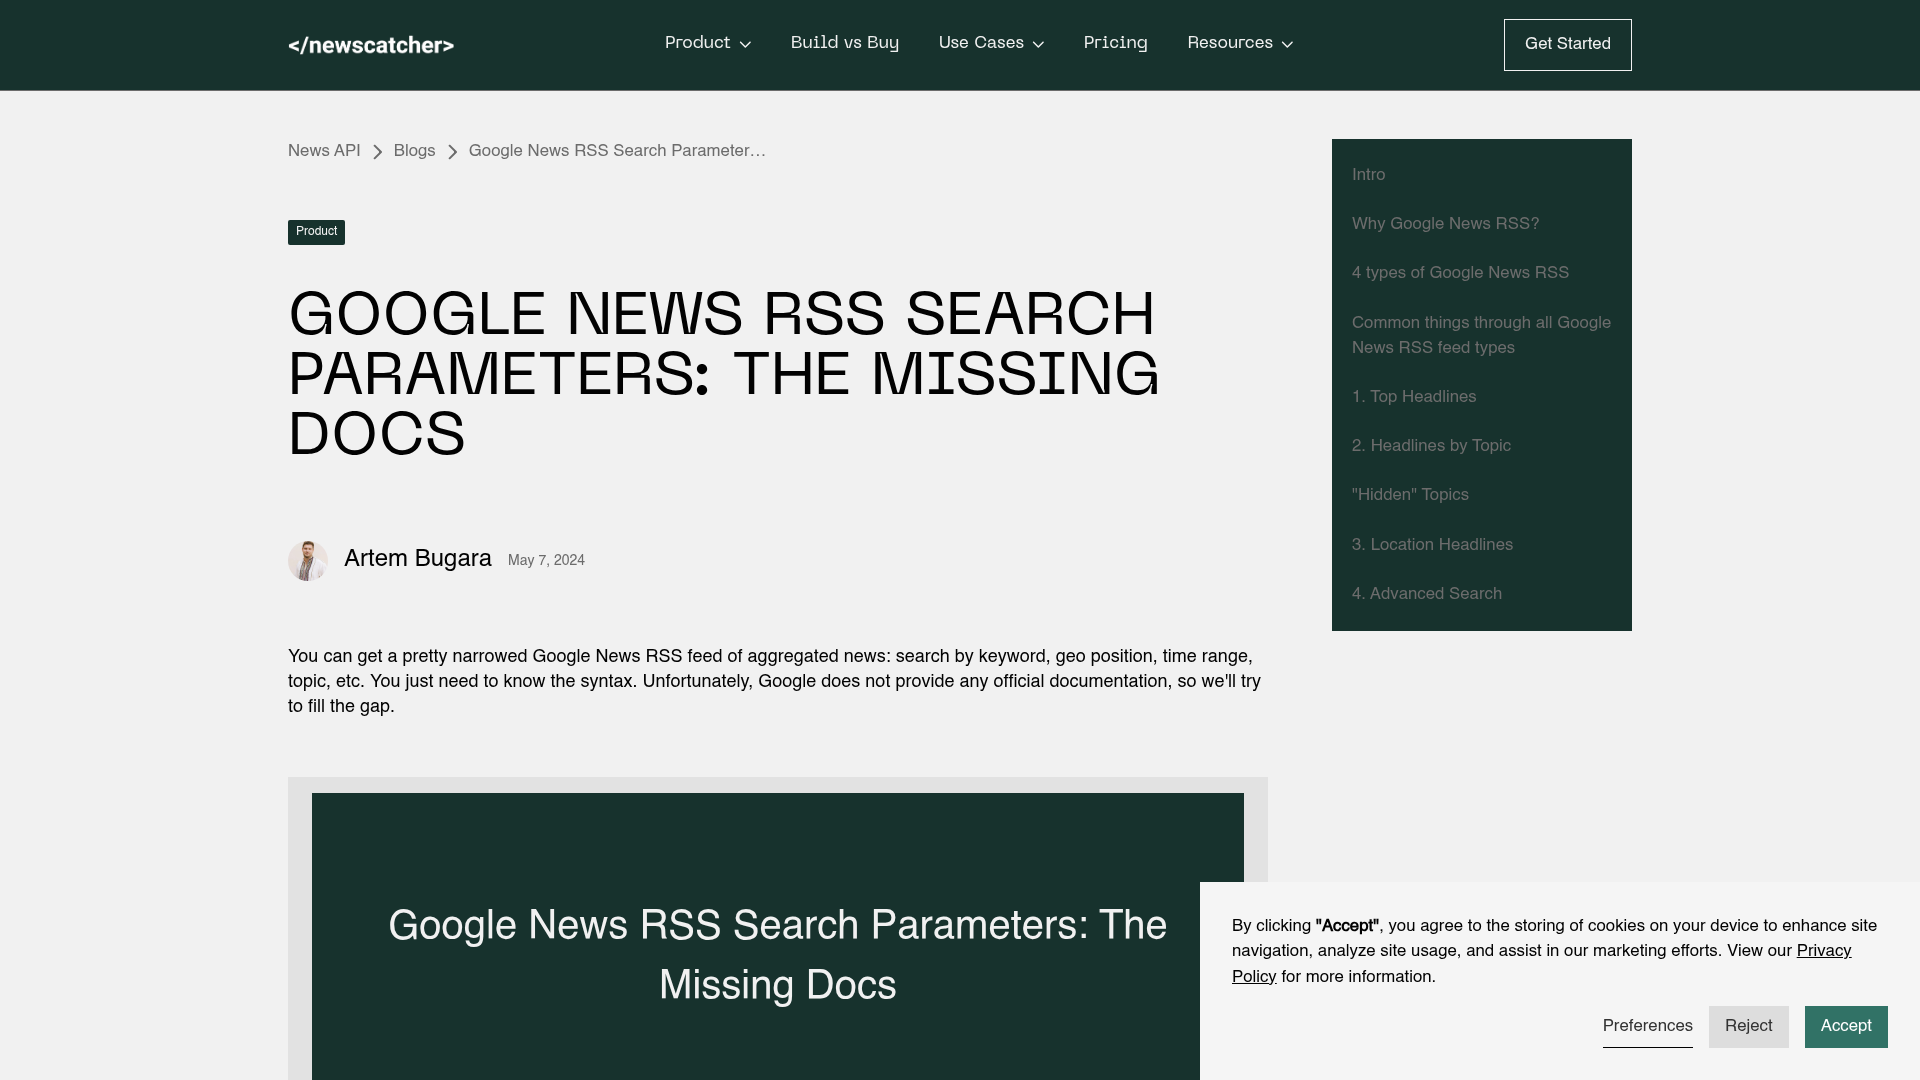 </newscatcher>
Product
Build vs Buy
Use Cases
Pricing
Resources
Get Started
News API
Blogs
Google News RSS Search Parameter…
Product
GOOGLE NEWS RSS SEARCH
PARAMETERS: THE MISSING
DOCS
Artem Bugara
May 7, 2024
You can get a pretty narrowed Google News RSS feed of aggregated news: search by keyword, geo position, time range,
topic, etc. You just need to know the syntax. Unfortunately, Google does not provide any official documentation, so we'll try
to fill the gap.
Google News RSS Search Parameters: The
Missing Docs
Intro
Why Google News RSS?
4 types of Google News RSS
Common things through all Google
News RSS feed types
1. Top Headlines
2. Headlines by Topic
"Hidden" Topics
3. Location Headlines
4. Advanced Search
By clicking "Accept", you agree to the storing of cookies on your device to enhance site
navigation, analyze site usage, and assist in our marketing efforts. View our Privacy
Policy for more information.
Preferences
Reject
Accept